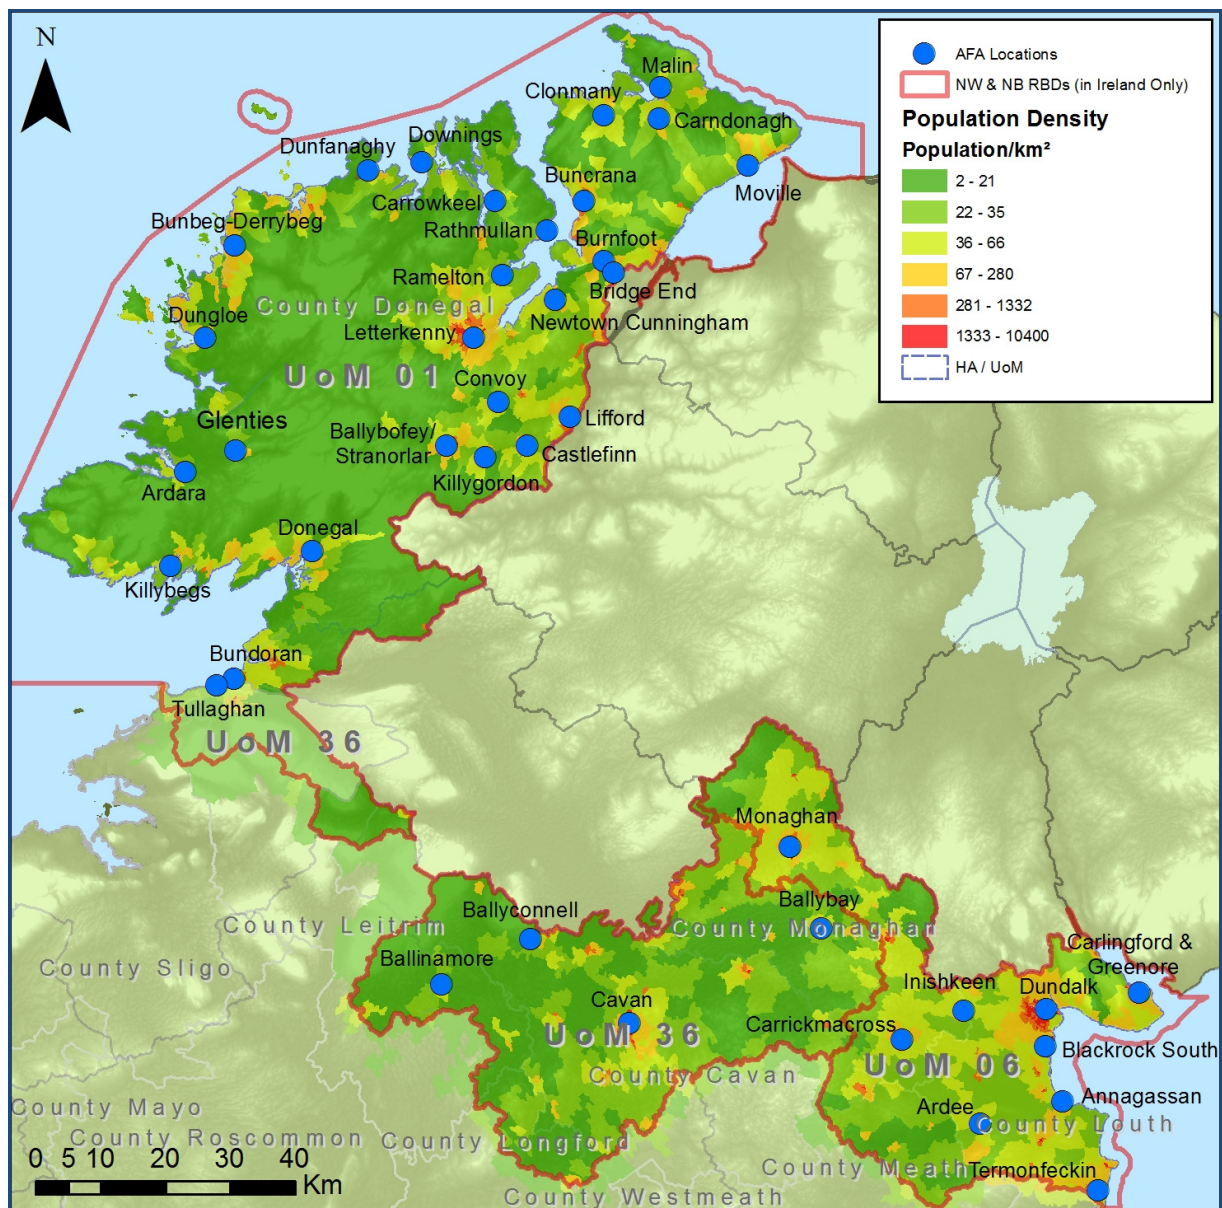 N
AFA Locations
NW & NB RBDs (in Ireland Only)
Population Density
Population/km²
2 - 21
22 - 35
36 - 66
67 - 280
281 - 1332
1333 - 10400
HA / UoM
Malin
Clonmany
Carndonagh
Downings
Dunfanaghy
Buncrana
Moville
Carrowkeel
Bunbeg-Derrybeg
Rathmullan
Burnfoot
Ramelton
Bridge End
County Donegal
Dungloe
Newtown Cunningham
Letterkenny
UoM 01
Convoy
Glenties
Lifford
Ballybofey/
Stranorlar
Castlefinn
Killygordon
Ardara
Donegal
Killybegs
Bundoran
Tullaghan
UoM 36
Monaghan
Ballybay
Ballyconnell
County Leitrim
County Monaghan
Carlingford &
Greenore
Ballinamore
County Sligo
Inishkeen
Dundalk
Cavan
Carrickmacross
UoM 36
Blackrock South
UoM 06
County Cavan
Annagassan
County Mayo
Ardee
County Louth
County Roscommon
County Longford
County Meath
Termonfeckin
0 5 10 20 30 40
Km
County Westmeath